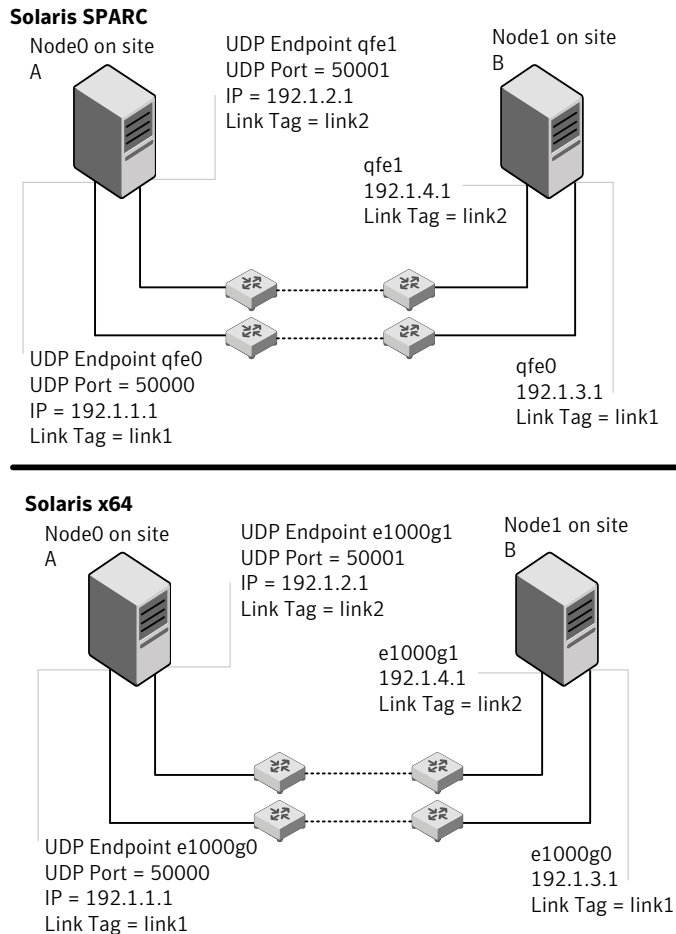 Solaris SPARC
Node0 on site
A
UDP Endpoint qfe1
UDP Port = 50001
IP = 192.1.2.1
Link Tag = link2
Node1 on site
B
qfe1
192.1.4.1
Link Tag = link2
UDP Endpoint qfe0
UDP Port = 50000
IP = 192.1.1.1
Link Tag = link1
qfe0
192.1.3.1
Link Tag = link1
Solaris x64
Node0 on site
A
UDP Endpoint e1000g1
UDP Port = 50001
IP = 192.1.2.1
Link Tag = link2
Node1 on site
B
e1000g1
192.1.4.1
Link Tag = link2
UDP Endpoint e1000g0
UDP Port = 50000
IP = 192.1.1.1
Link Tag = link1
e1000g0
192.1.3.1
Link Tag = link1